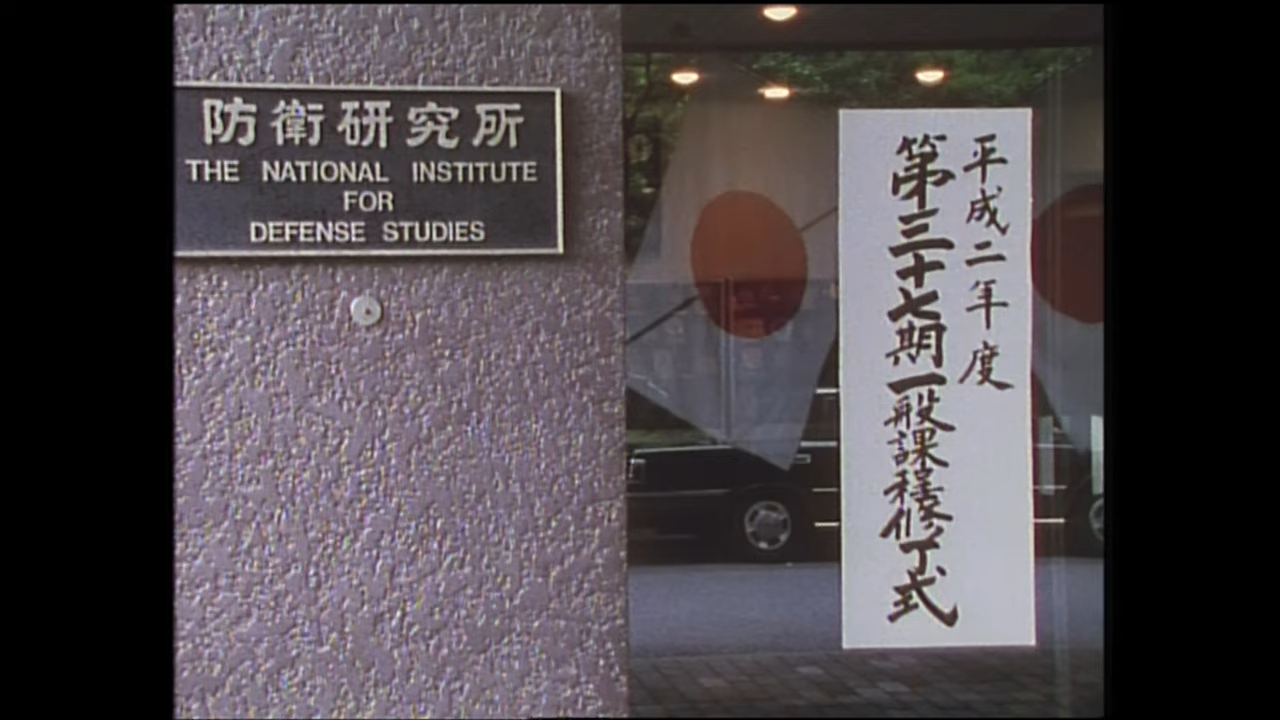 防衛研究所
THE NATIONAL INSTITUTE
FOR
DEFENSE STUDIES
平成二年度
第三十七期一般課程修了式